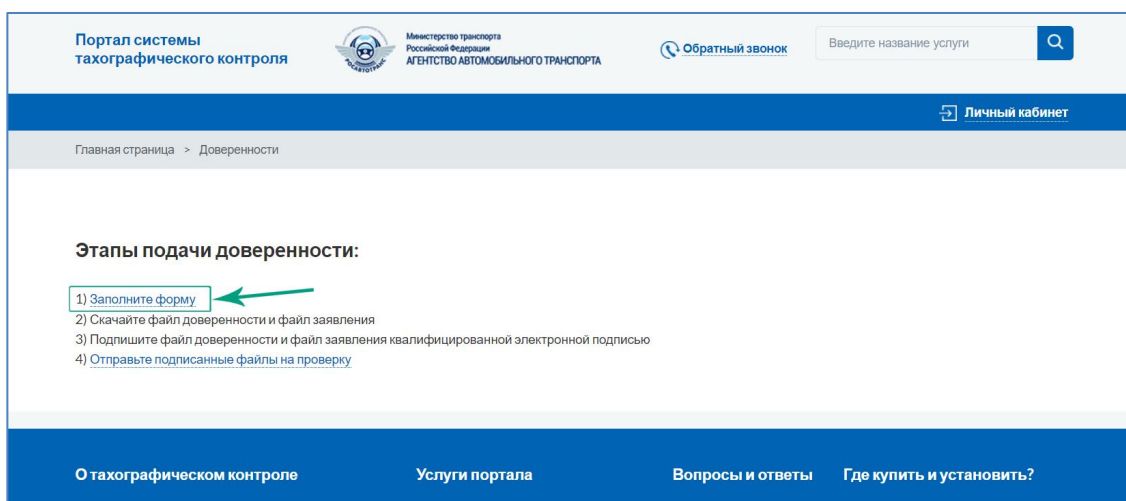 Портал системы
тахографического контроля
РОСАВТОТРАНС
Министерство транспорта
Российской Федерации
АГЕНТСТВО АВТОМОБИЛЬНОГО ТРАНСПОРТА
Обратный звонок
Введите название услуги
Личный кабинет
Главная страница > Доверенности
Этапы подачи доверенности:
1) Заполните форму
2) Скачайте файл доверенности и файл заявления
3) Подпишите файл доверенности и файл заявления квалифицированной электронной подписью
4) Отправьте подписанные файлы на проверку
О тахографическом контроле
Услуги портала
Вопросы и ответы
Где купить и установить?